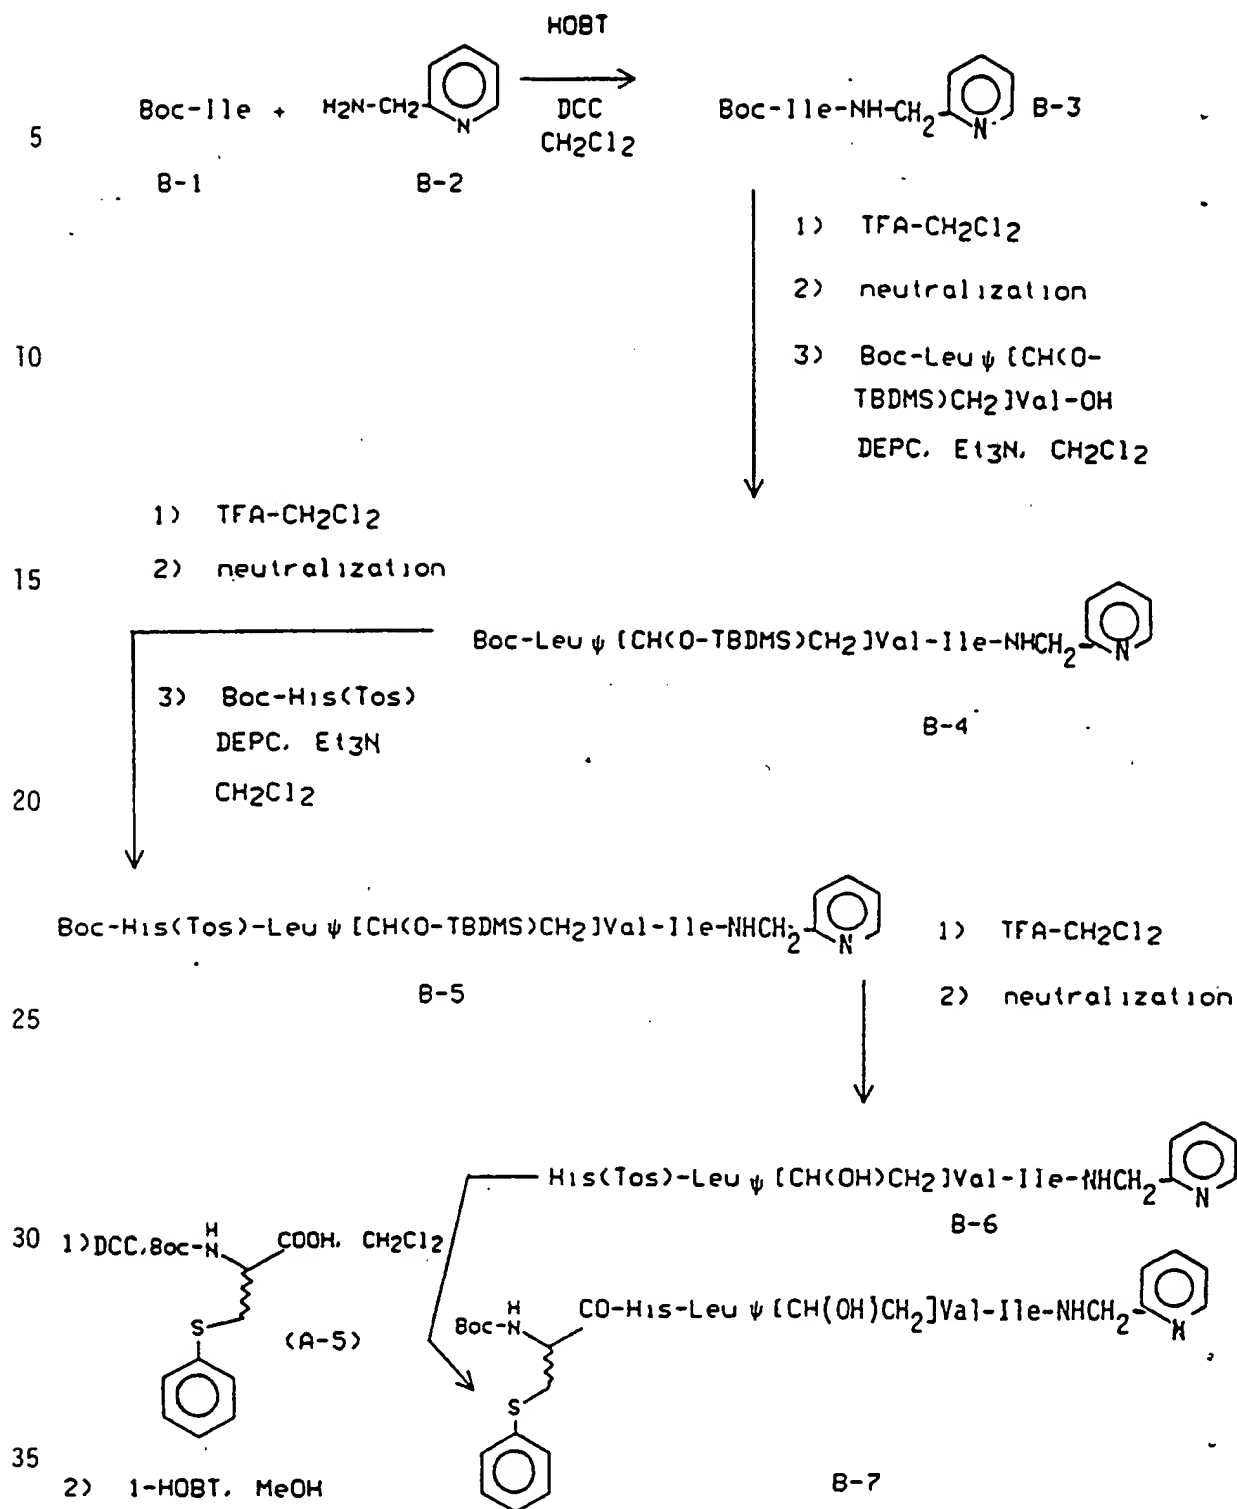 HOBT
Boc-Ile + H2N-CH2 N DCC Boc-Ile-NH-CH2 N B-3
5 CH2Cl2
B-1 B-2
1) TFA-CH2Cl2
2) neutralization
10 3) Boc-Leu ψ [CH(O-
TBDMS)CH2]Val-OH
DEPC, Et3N, CH2Cl2
1) TFA-CH2Cl2
15 2) neutralization
Boc-Leu ψ [CH(O-TBDMS)CH2]Val-Ile-NHCH2 N
3) Boc-His(Tos)
B-4
DEPC, Et3N
20 CH2Cl2
Boc-His(Tos)-Leu ψ [CH(O-TBDMS)CH2]Val-Ile-NHCH2 N 1) TFA-CH2Cl2
B-5 2) neutralization
25
His(Tos)-Leu ψ [CH(OH)CH2]Val-Ile-NHCH2 N
B-6
30 1)DCC, Boc-N H COOH, CH2Cl2
Boc-N H CO-His-Leu ψ [CH(OH)CH2]Val-Ile-NHCH2 N
S (A-5)
S
35
2) 1-HOBT, MeOH B-7